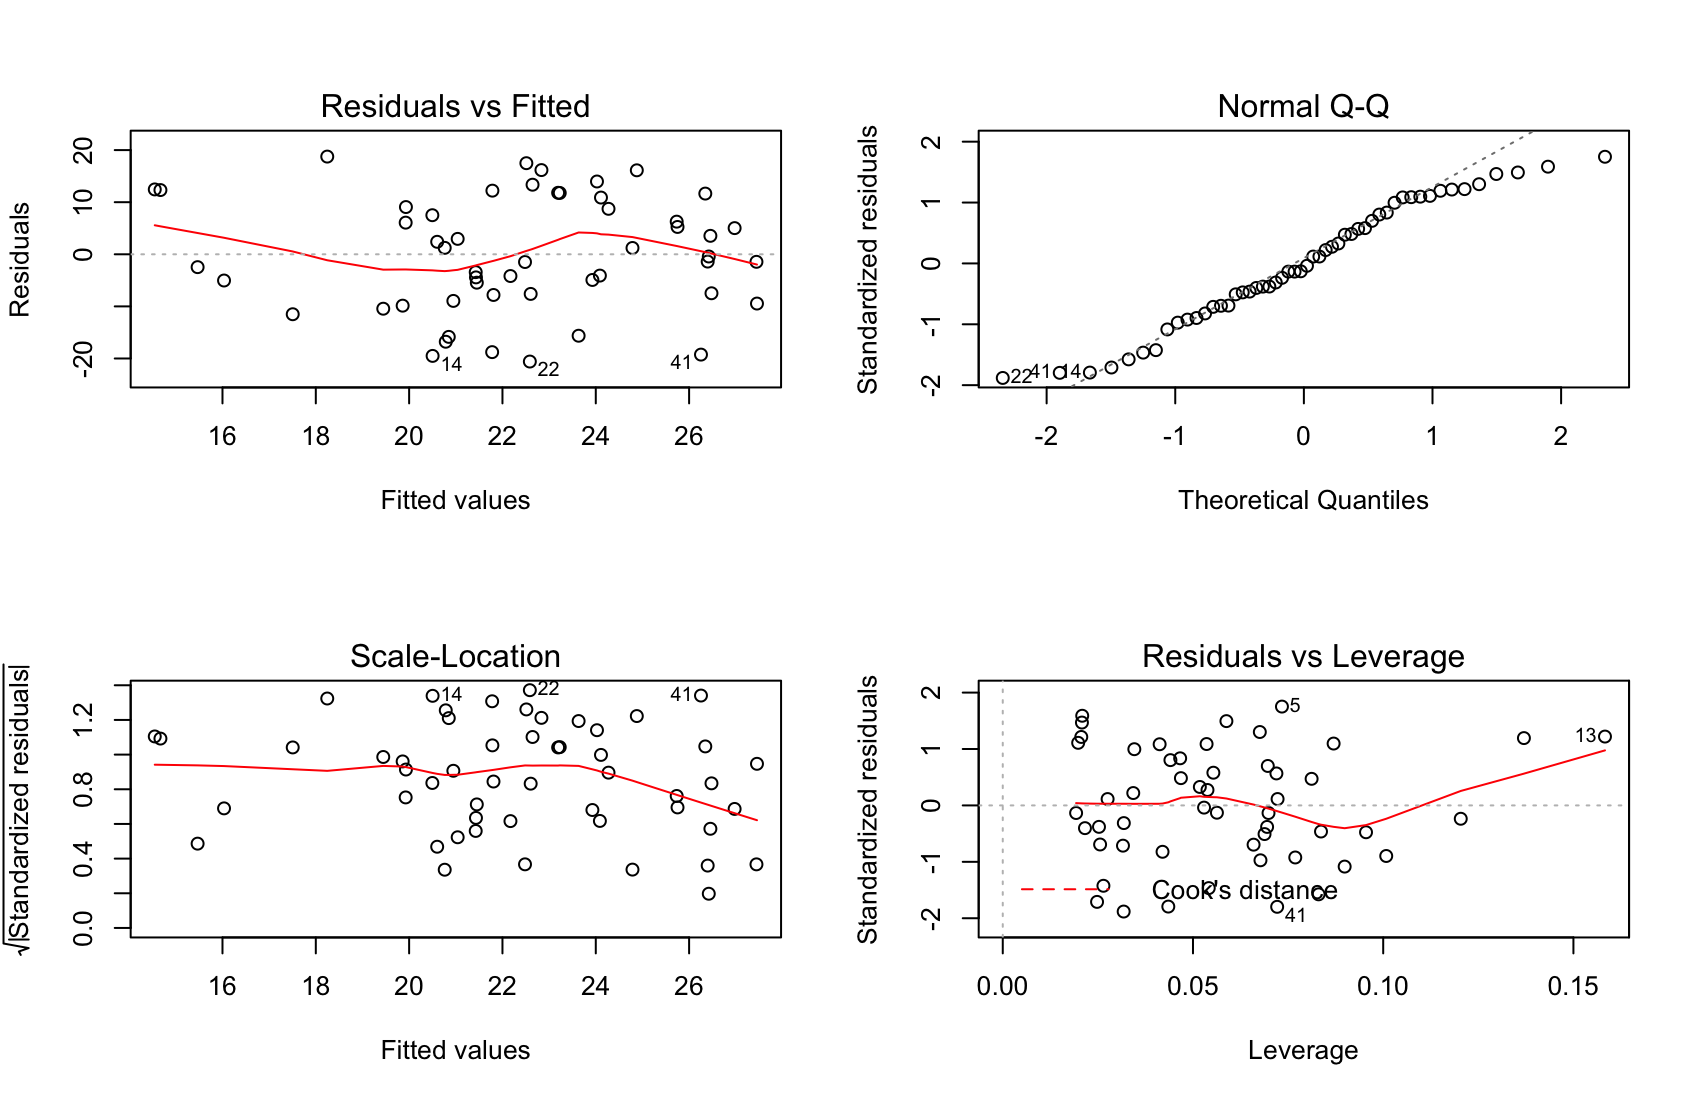 Residuals vs Fitted
Residuals
20
10
0
-20
14
22
41
16 18 20 22 24 26
Fitted values
Normal Q-Q
Standardized residuals
2
1
0
-1
-2
22
41
14
-2 -1 0 1 2
Theoretical Quantiles
Scale-Location
√|Standardized residuals|
1.2
0.8
0.4
0.0
14
22
41
16 18 20 22 24 26
Fitted values
Residuals vs Leverage
Standardized residuals
2
1
0
-1
-2
5
13
Cook's distance
41
0.00 0.05 0.10 0.15
Leverage